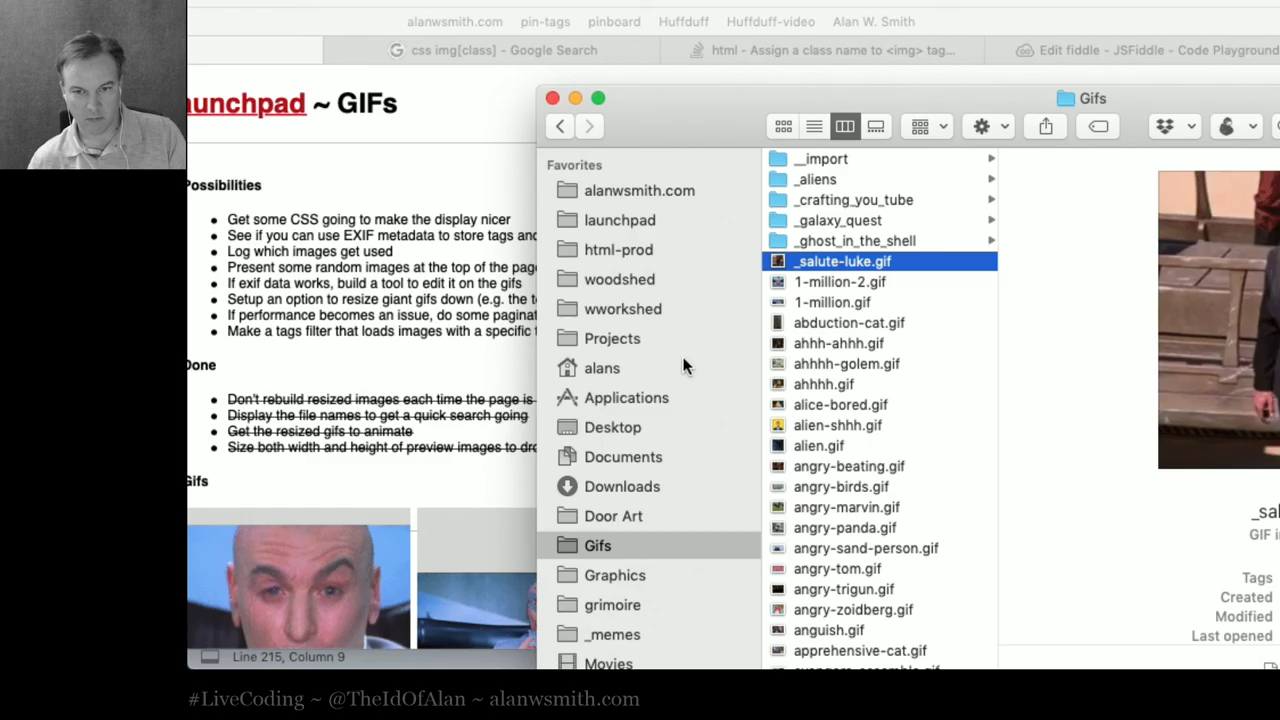 alanwsmith.com pin-tags pinboard Huffduff Huffduff-video Alan W. Smith
css img[class] - Google Search
html - Assign a class name to <img> tag...
Edit fiddle - JSFiddle - Code Playground
aunchpad ~ GIFs
Possibilities
Get some CSS going to make the display nicer
See if you can use EXIF metadata to store tags and
Log which images get used
Present some random images at the top of the page
If exif data works, build a tool to edit it on the gifs
Setup an option to resize giant gifs down (e.g. the t
If performance becomes an issue, do some paginat
Make a tags filter that loads images with a specific t
Done
Don't rebuild resized images each time the page is
Display the file names to get a quick search going
Get the resized gifs to animate
Size both width and height of preview images to dr
Gifs
Line 215, Column 9
Gifs
Favorites
alanwsmith.com
launchpad
html-prod
woodshed
wworkshed
Projects
alans
Applications
Desktop
Documents
Downloads
Door Art
Gifs
Graphics
grimoire
_memes
Movies
__import
_aliens
_crafting_you_tube
_galaxy_quest
_ghost_in_the_shell
_salute-luke.gif
1-million-2.gif
1-million.gif
abduction-cat.gif
ahhh-ahhh.gif
ahhhh-golem.gif
ahhhh.gif
alice-bored.gif
alien-shhh.gif
alien.gif
angry-beating.gif
angry-birds.gif
angry-marvin.gif
angry-panda.gif
angry-sand-person.gif
angry-tom.gif
angry-trigun.gif
angry-zoidberg.gif
anguish.gif
apprehensive-cat.gif
_sal
GIF i
Tags
Created
Modified
Last opened
#LiveCoding ~ @TheIdOfAlan ~ alanwsmith.com